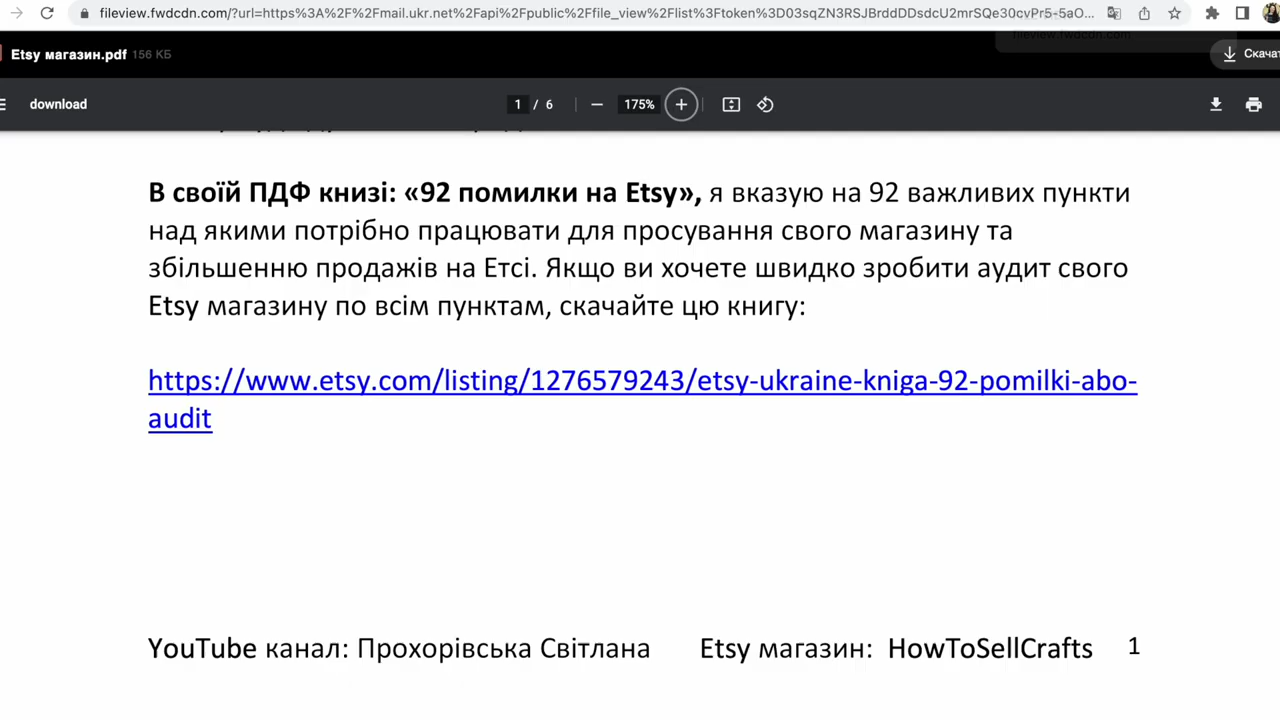 fileview.fwdcdn.com/?url=https%3A%2F%2Fmail.ukr.net%2Fapi%2Fpublic%2Ffile_view%2Flist%3Ftoken%3D03sqZN3RSJBrddDDsdcU2mrSQe30cvPr5-5aO...
fileview.fwdcdn.com
Etsy магазин.pdf 156 КБ
Скачат
download
1 / 6
175%
В своїй ПДФ книзі: «92 помилки на Etsy», я вказую на 92 важливих пункти
над якими потрібно працювати для просування свого магазину та
збільшенню продажів на Етсі. Якщо ви хочете швидко зробити аудит свого
Etsy магазину по всім пунктам, скачайте цю книгу:
https://www.etsy.com/listing/1276579243/etsy-ukraine-kniga-92-pomilki-abo-
audit
YouTube канал: Прохорівська Світлана Etsy магазин: HowToSellCrafts 1